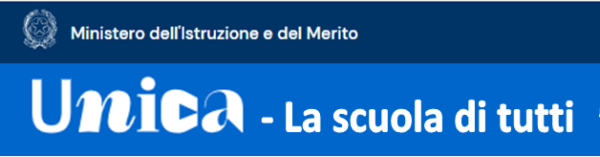 Ministero dell'Istruzione e del Merito
Unica - La scuola di tutti